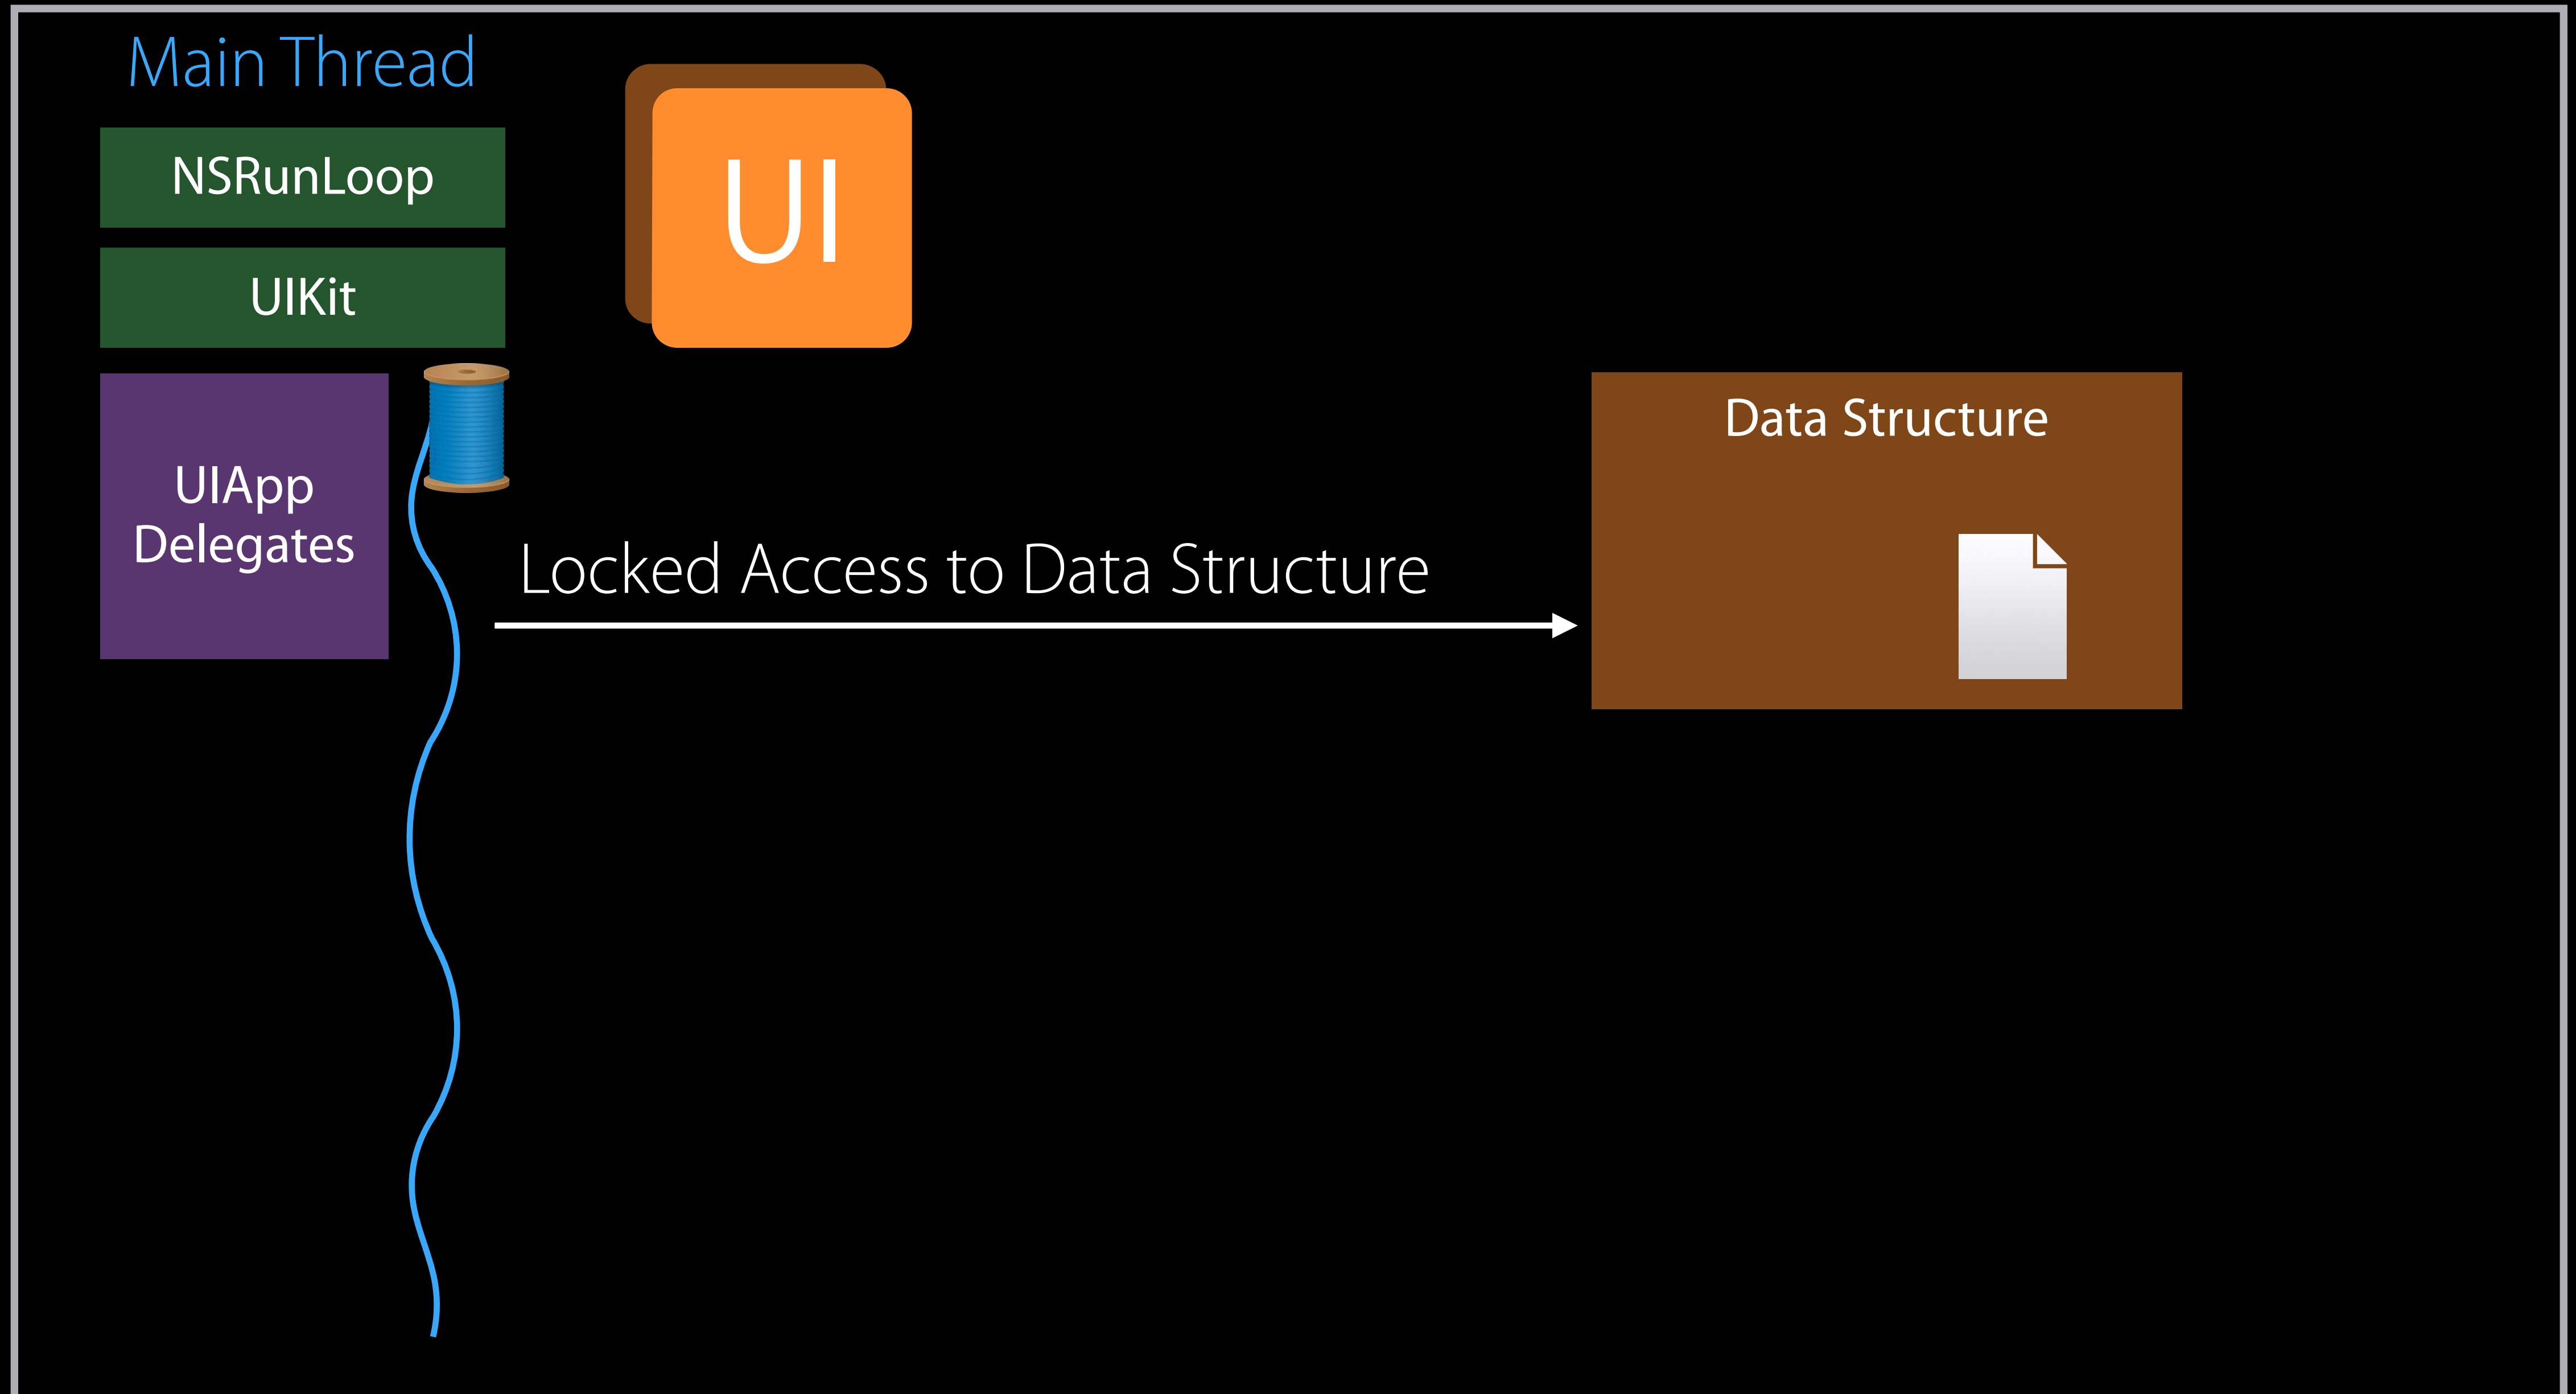 Main Thread
NSRunLoop
UIKit
UI
UIApp
Delegates
Locked Access to Data Structure
Data Structure